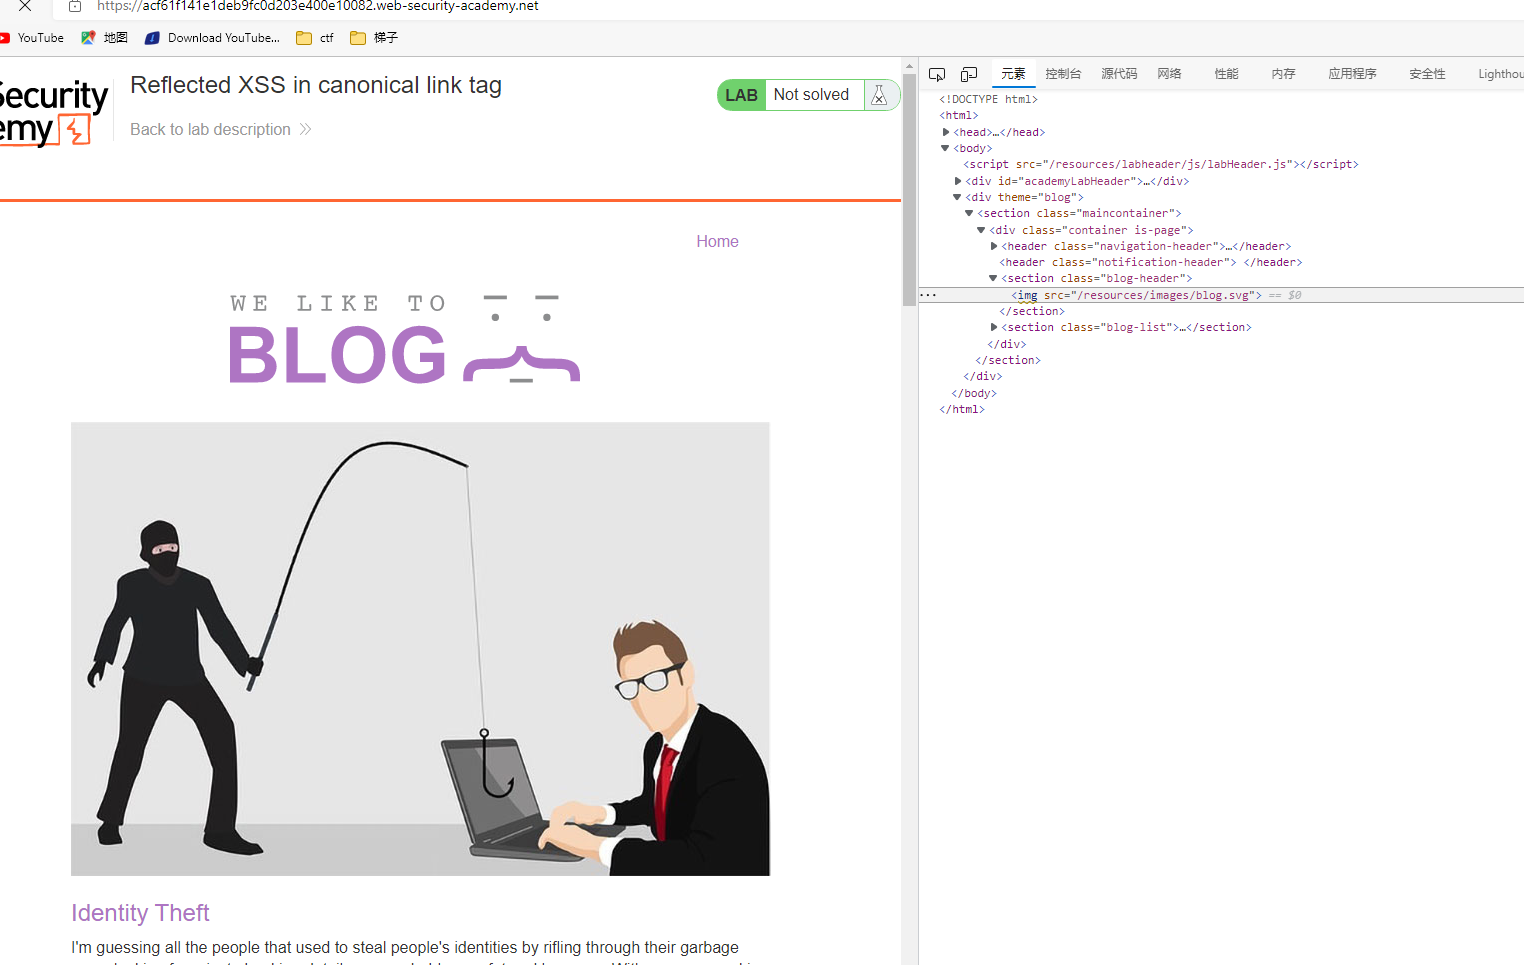 https://acf61f141e1deb9fc0d203e400e10082.web-security-academy.net
YouTube 地图 Download YouTube... ctf 梯子
Security
emy
Reflected XSS in canonical link tag
Back to lab description
LAB Not solved
Home
WE LIKE TO
BLOG
Identity Theft
I'm guessing all the people that used to steal people's identities by rifling through their garbage
元素 控制台 源代码 网络 性能 内存 应用程序 安全性 Lighthou
<!DOCTYPE html>
<html>
<head>…</head>
<body>
<script src="/resources/labheader/js/labHeader.js"></script>
<div id="academyLabHeader">…</div>
<div theme="blog">
<section class="maincontainer">
<div class="container is-page">
<header class="navigation-header">…</header>
<header class="notification-header"> </header>
<section class="blog-header">
<img src="/resources/images/blog.svg"> == $0
</section>
<section class="blog-list">…</section>
</div>
</section>
</div>
</body>
</html>